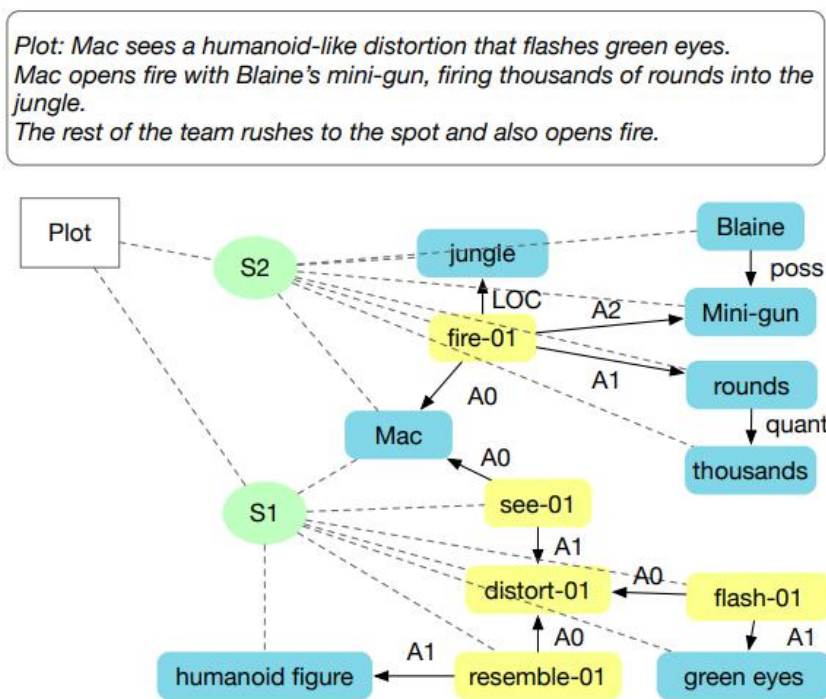 Plot: Mac sees a humanoid-like distortion that flashes green eyes.
Mac opens fire with Blaine's mini-gun, firing thousands of rounds into the
jungle.
The rest of the team rushes to the spot and also opens fire.
Plot
S2
jungle
Blaine
poss
LOC
A2
Mini-gun
fire-01
A1
rounds
A0
quant
Mac
A0
thousands
S1
see-01
A1
A0
distort-01
flash-01
A1
A0
A1
humanoid figure
resemble-01
green eyes